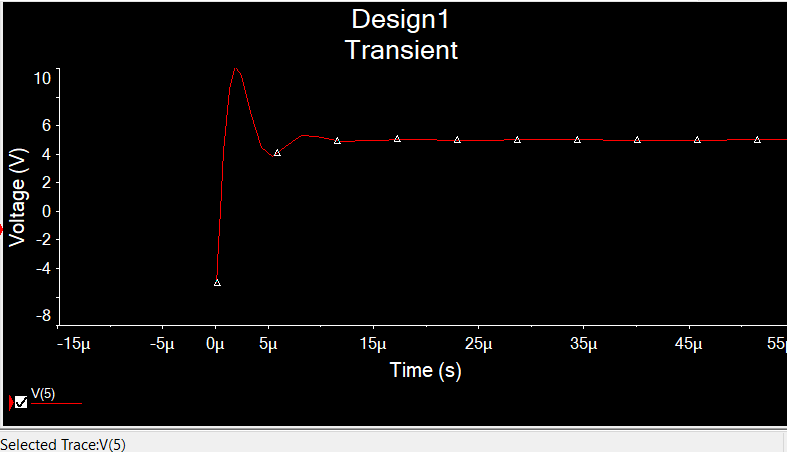 Design1
Transient
10
6
4
2
0
-2
-4
-8
Voltage (V)
-15µ -5µ 0µ 5µ 15µ 25µ 35µ 45µ 55µ
Time (s)
V(5)
Selected Trace:V(5)